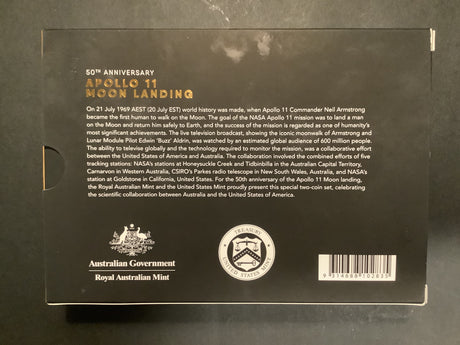 50TH ANNIVERSARY
APOLLO 11
MOON LANDING
On 21 July 1969 AEST (20 July EST) world history was made, when Apollo 11 Commander Neil Armstrong
became the first human to walk on the Moon. The goal of the NASA Apollo 11 mission was to land a man
on the Moon and return him safely to Earth, and the success of the mission is regarded as one of humanity's
most significant achievements. The live television broadcast, showing the iconic moonwalk of Armstrong and
Lunar Module Pilot Edwin 'Buzz' Aldrin, was watched by an estimated global audience of 600 million people.
The ability to televise globally and the technology required to monitor the mission, was a collaborative effort
between the United States of America and Australia. The collaboration involved the combined efforts of five
tracking stations: NASA's stations at Honeysuckle Creek and Tidbinbilla in the Australian Capital Territory,
Carnarvon in Western Australia, CSIRO's Parkes radio telescope in New South Wales, Australia, and NASA's
station at Goldstone in California, United States. For the 50th anniversary of the Apollo 11 Moon landing,
the Royal Australian Mint and the United States Mint proudly present this special two-coin set, celebrating
the scientific collaboration between Australia and the United States of America.
Australian Government
Royal Australian Mint
TREASURY
UNITED STATES MINT
9 314688 102835